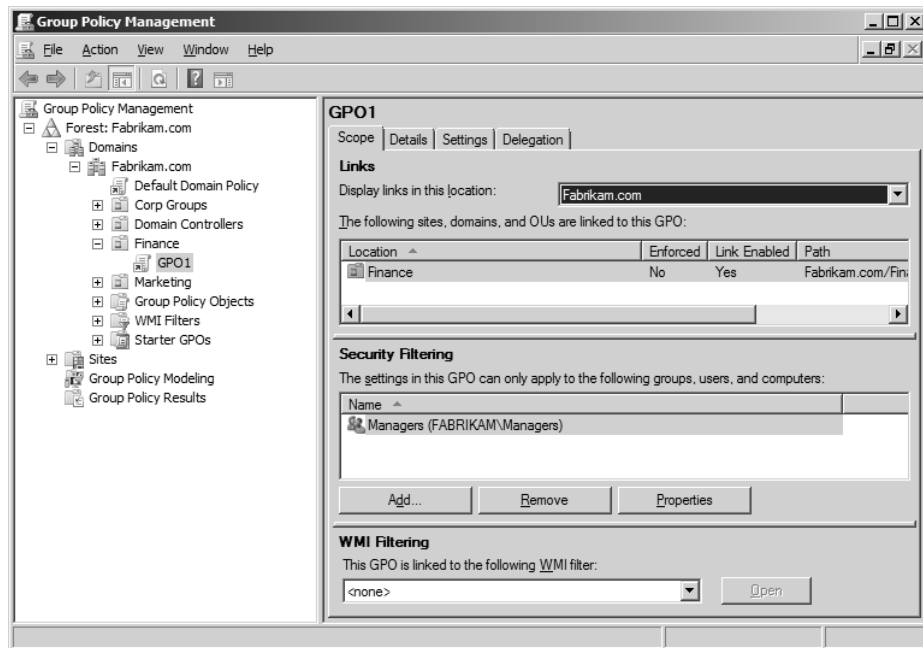 Group Policy Management
File Action View Window Help
Group Policy Management
Forest: Fabrikam.com
Domains
Fabrikam.com
Default Domain Policy
Corp Groups
Domain Controllers
Finance
GPO1
Marketing
Group Policy Objects
WMI Filters
Starter GPOs
Sites
Group Policy Modeling
Group Policy Results
GPO1
Scope Details Settings Delegation
Links
Display links in this location: Fabrikam.com
The following sites, domains, and OUs are linked to this GPO:
Location Enforced Link Enabled Path
Finance No Yes Fabrikam.com/Fin
Security Filtering
The settings in this GPO can only apply to the following groups, users, and computers:
Name
Managers (FABRIKAM\Managers)
Add... Remove Properties
WMI Filtering
This GPO is linked to the following WMI filter:
<none> Open